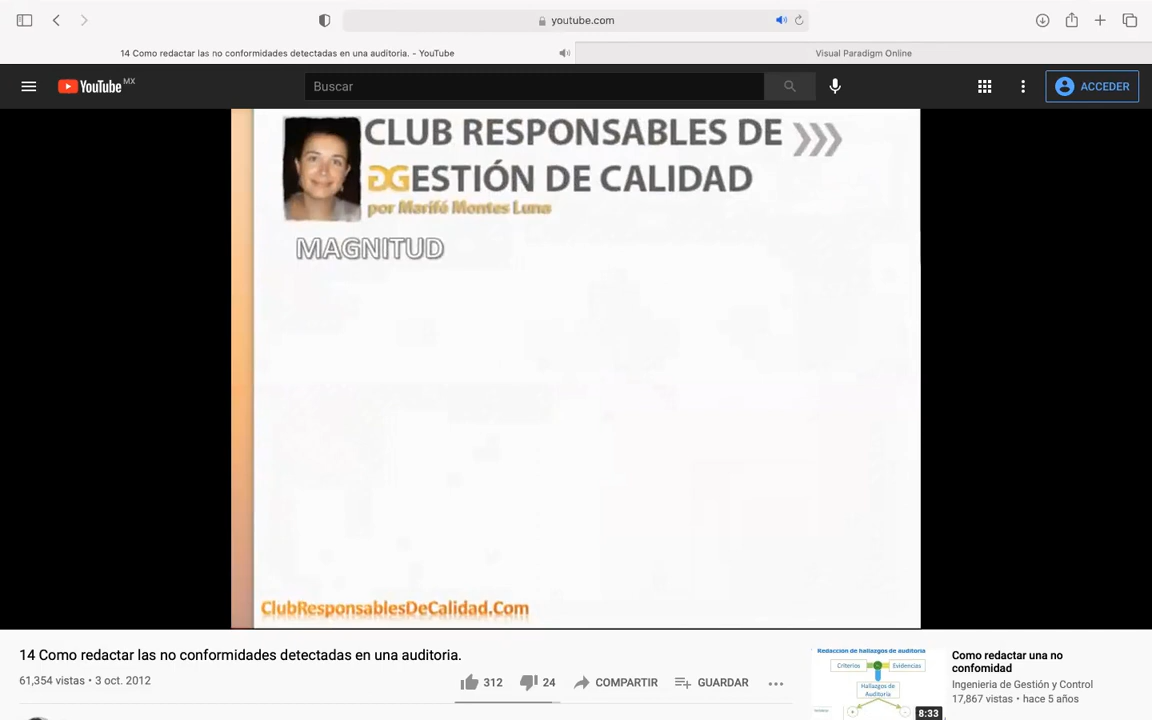 youtube.com
14 Como redactar las no conformidades detectadas en una auditoria. - YouTube
Visual Paradigm Online
YouTube MX
Buscar
ACCEDER
CLUB RESPONSABLES DE
GESTIÓN DE CALIDAD
por Marifé Montes Luna
MAGNITUD
ClubResponsablesDeCalidad.Com
14 Como redactar las no conformidades detectadas en una auditoria.
61,354 vistas • 3 oct. 2012
312
24
COMPARTIR
GUARDAR
Redacción de hallazgos de auditoría
Criterios
Evidencias
Hallazgos de
Auditoría
8:33
Como redactar una no
confomidad
Ingenieria de Gestión y Control
17,867 vistas • hace 5 años